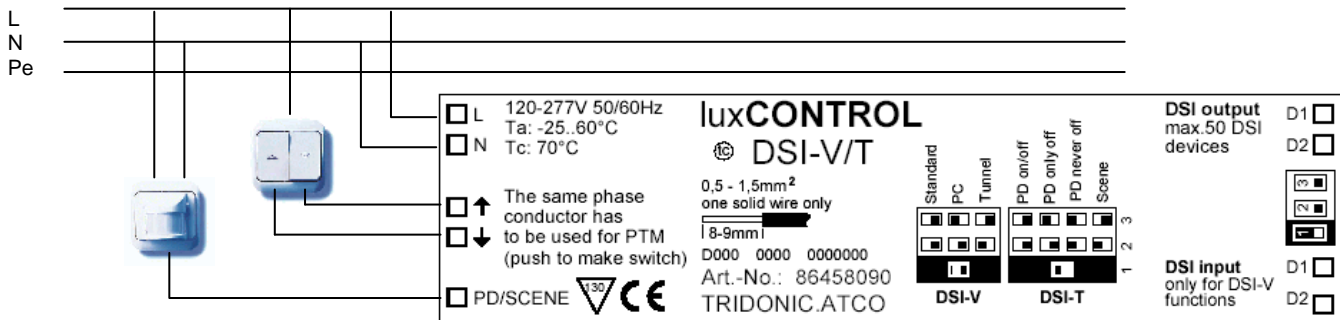 L
N
Pe
L
N
120-277V 50/60Hz
Ta: -25..60°C
Tc: 70°C
The same phase
conductor has
to be used for PTM
(push to make switch)
PD/SCENE
130
CE
luxCONTROL
DSI-V/T
0,5 - 1,5mm²
one solid wire only
8-9mm
D000 0000 0000000
Art.-No.: 86458090
TRIDONIC.ATCO
Standard
PC
Tunnel
PD on/off
PD only off
PD never off
Scene
3
2
1
DSI-V
DSI-T
DSI output
max.50 DSI
devices
D1
D2
3
2
1
DSI input
only for DSI-V
functions
D1
D2